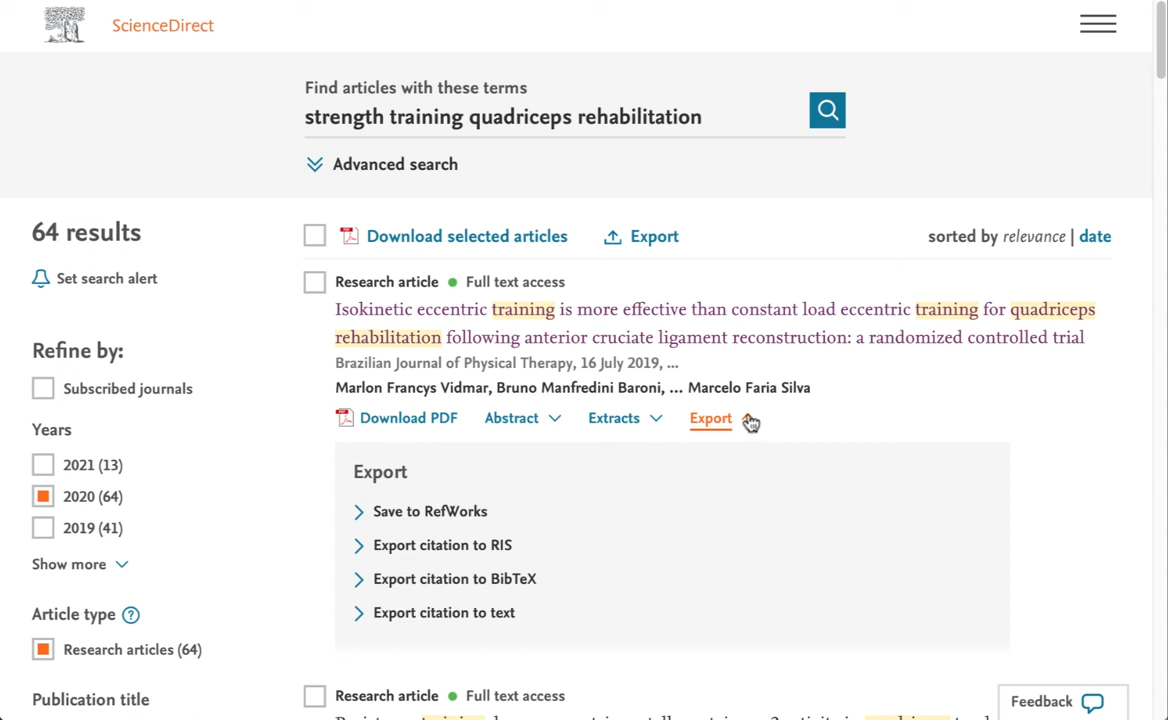 ScienceDirect
Find articles with these terms
strength training quadriceps rehabilitation
Advanced search
64 results
Set search alert
Refine by:
Subscribed journals
Years
2021 (13)
2020 (64)
2019 (41)
Show more
Article type ?
Research articles (64)
Publication title
Download selected articles Export sorted by relevance | date
Research article Full text access
Isokinetic eccentric training is more effective than constant load eccentric training for quadriceps
rehabilitation following anterior cruciate ligament reconstruction: a randomized controlled trial
Brazilian Journal of Physical Therapy, 16 July 2019, ...
Marlon Francys Vidmar, Bruno Manfredini Baroni, ... Marcelo Faria Silva
Download PDF Abstract Extracts Export
Export
Save to RefWorks
Export citation to RIS
Export citation to BibTeX
Export citation to text
Research article Full text access
Feedback